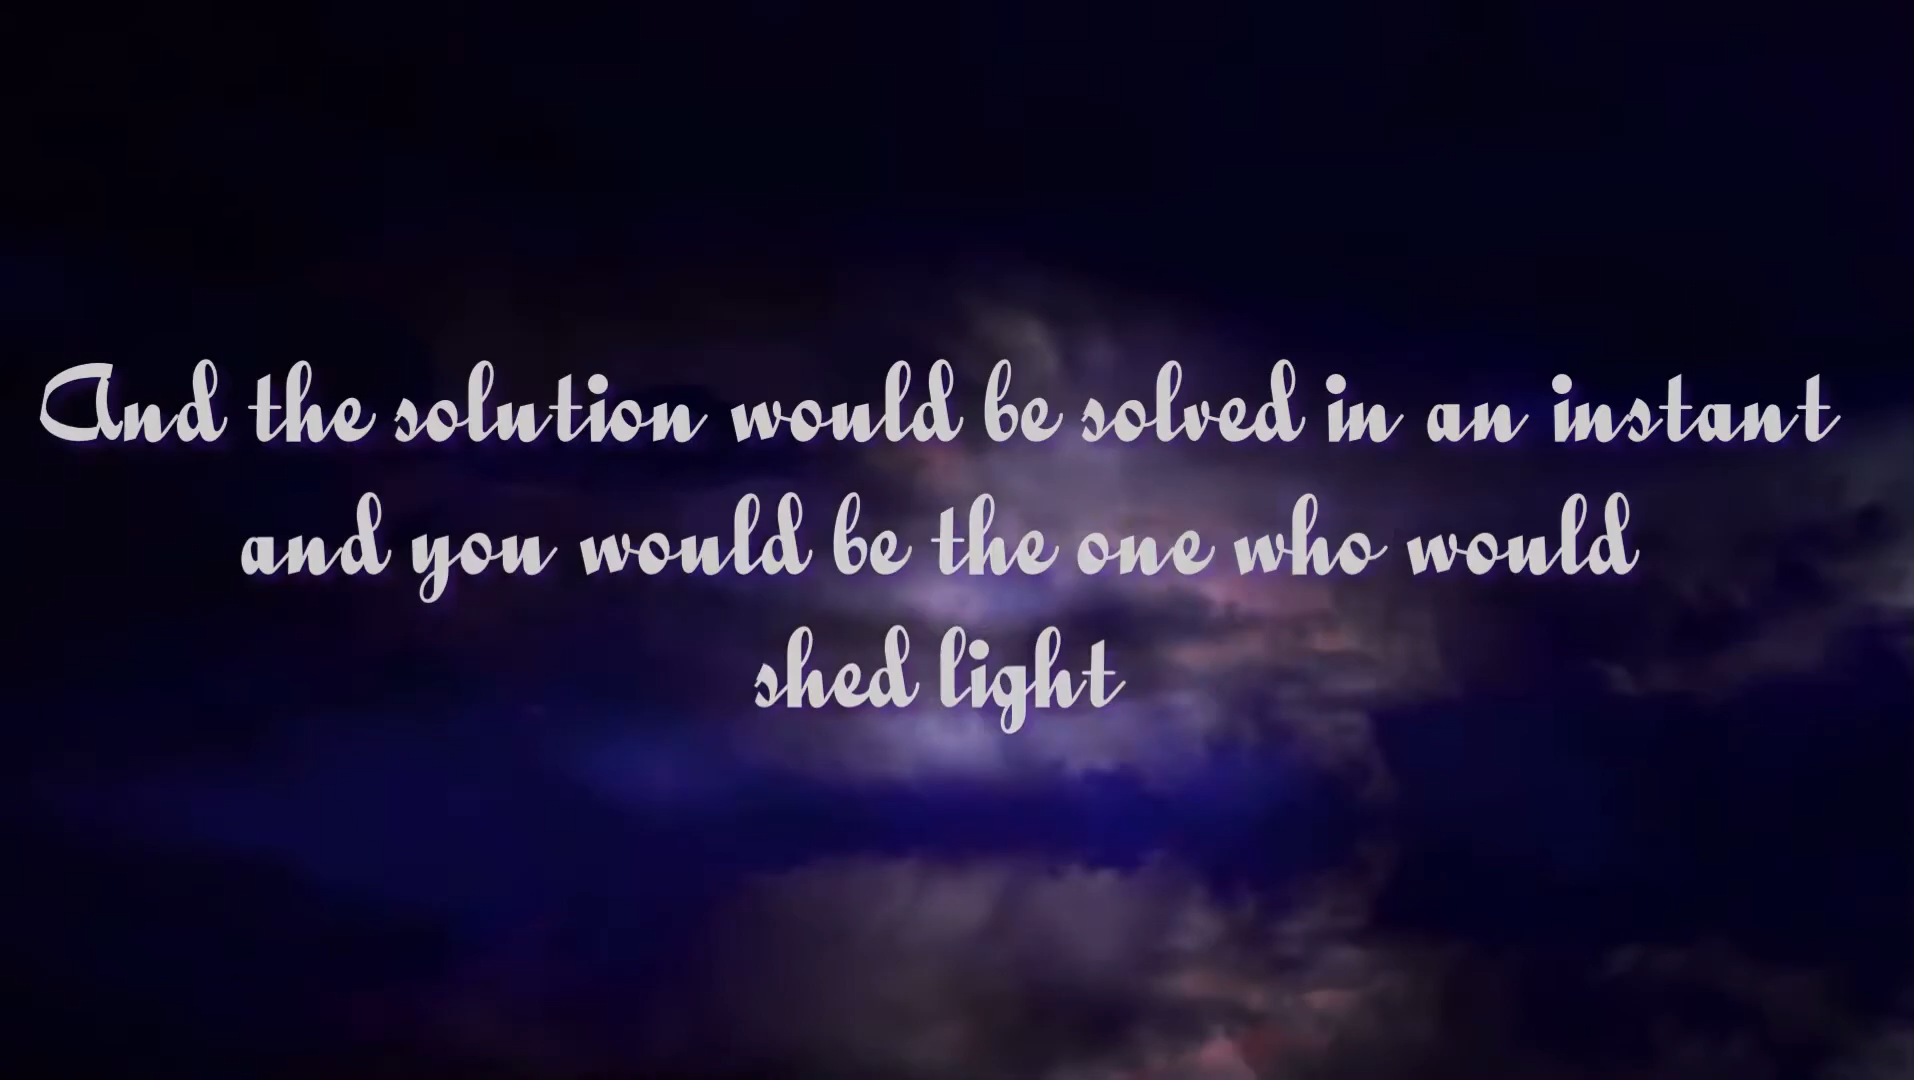 And the solution would be solved in an instant
and you would be the one who would
shed light